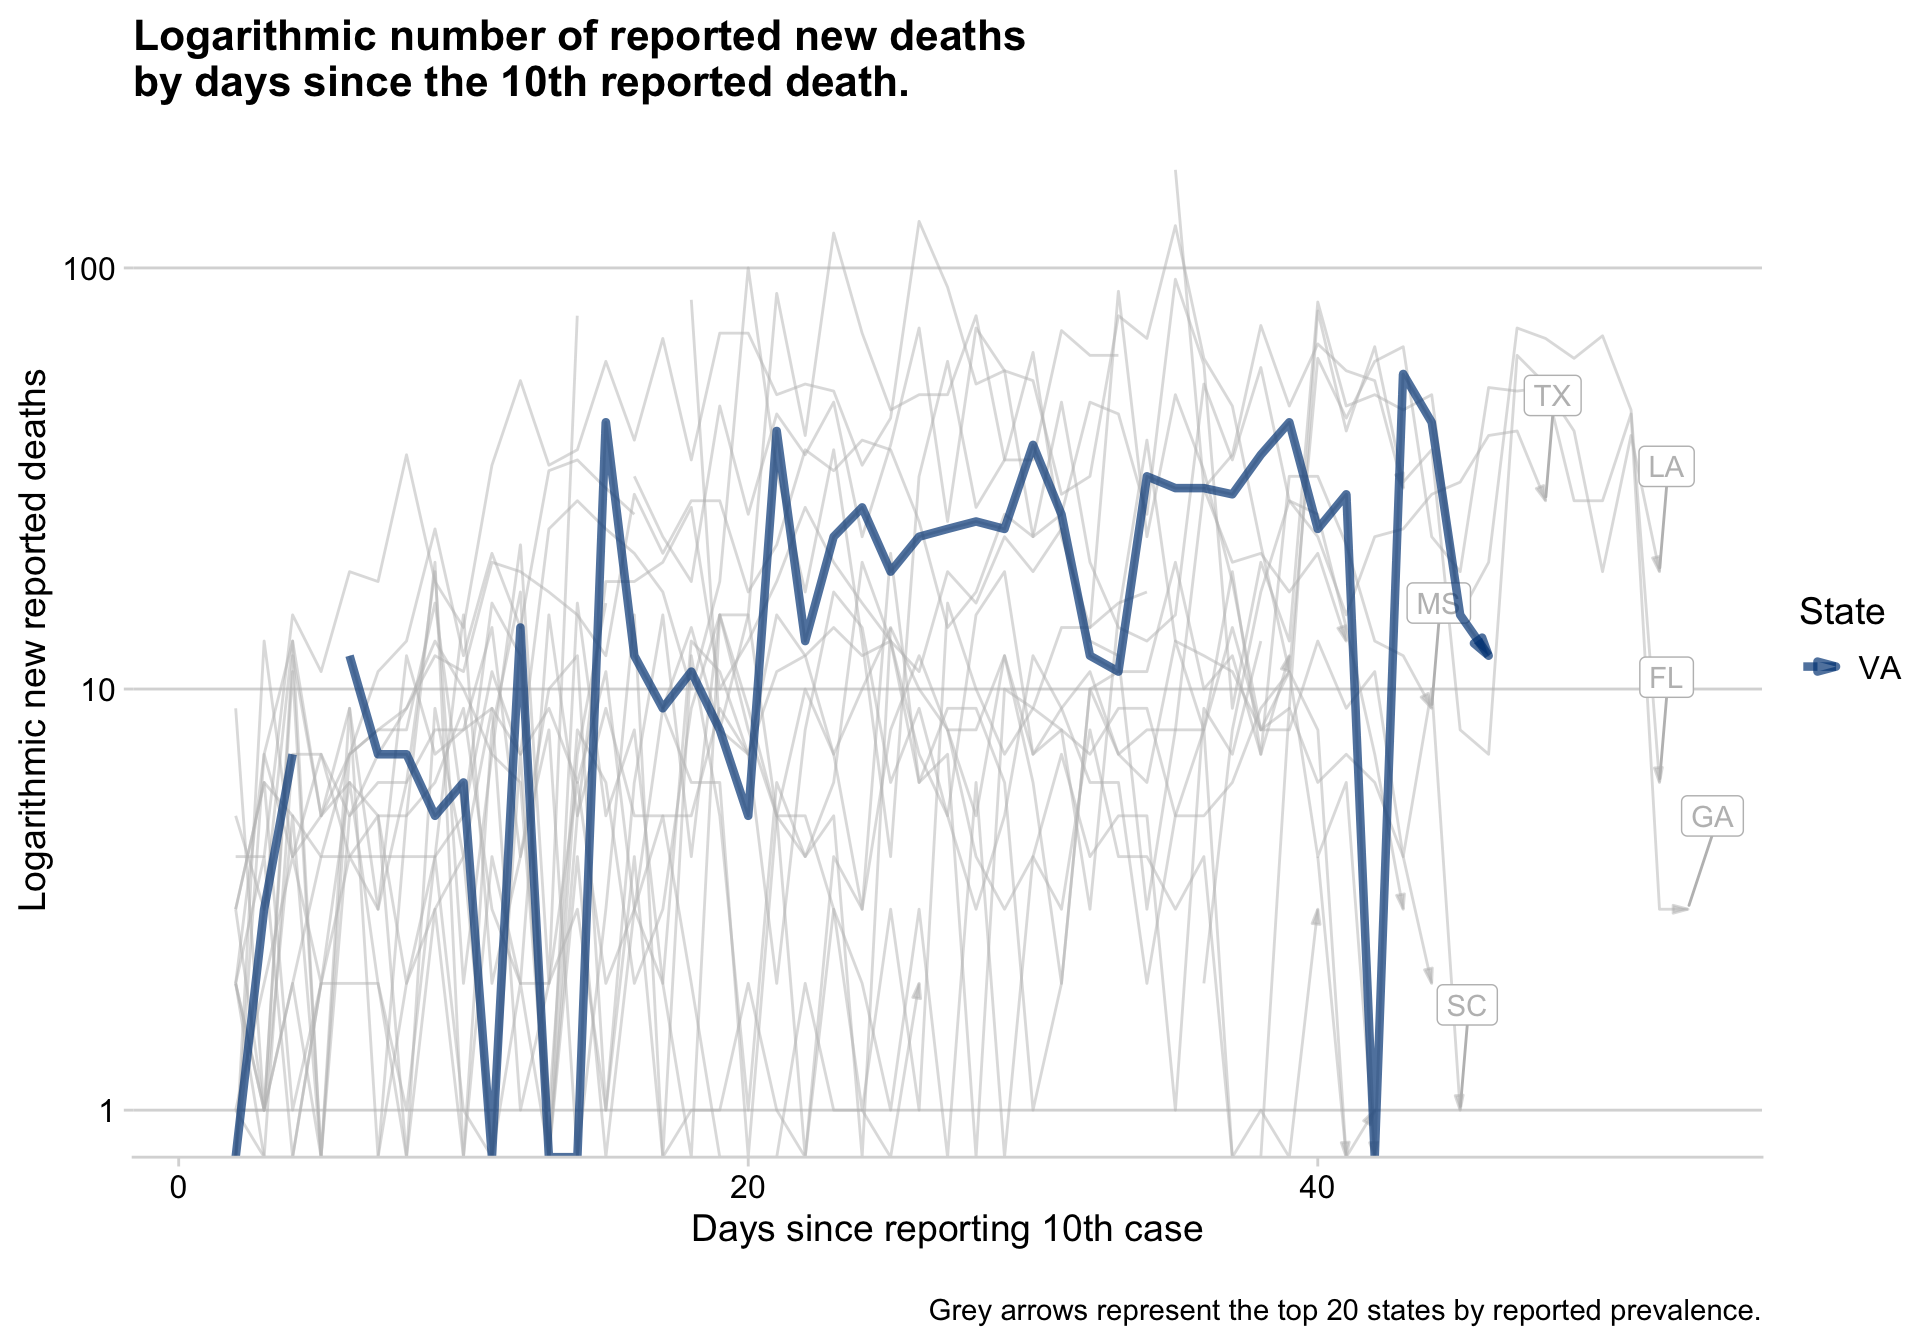 Logarithmic number of reported new deaths
by days since the 10th reported death.
Logarithmic new reported deaths
100
10
1
TX
LA
MS
FL
GA
SC
State
VA
0 20 40
Days since reporting 10th case
Grey arrows represent the top 20 states by reported prevalence.